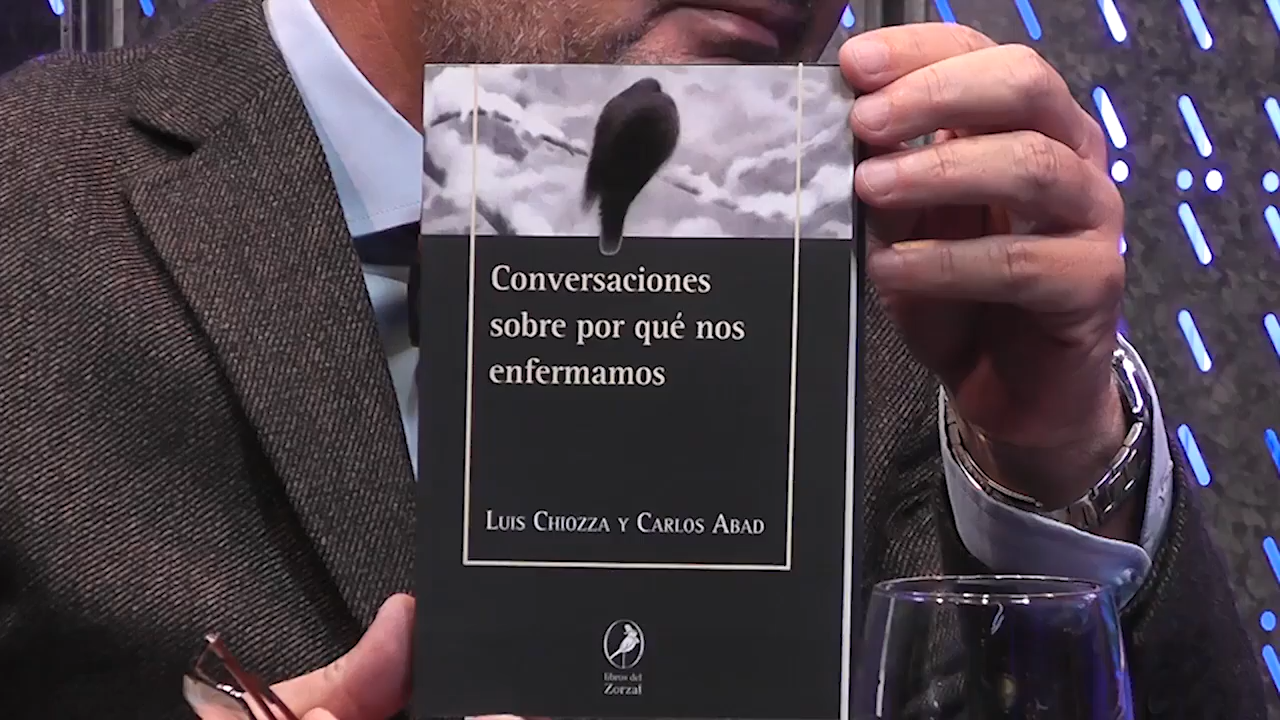 Conversaciones
sobre por qué nos
enfermamos
LUIS CHIOZZA Y CARLOS ABAD
libros del
Zorzal